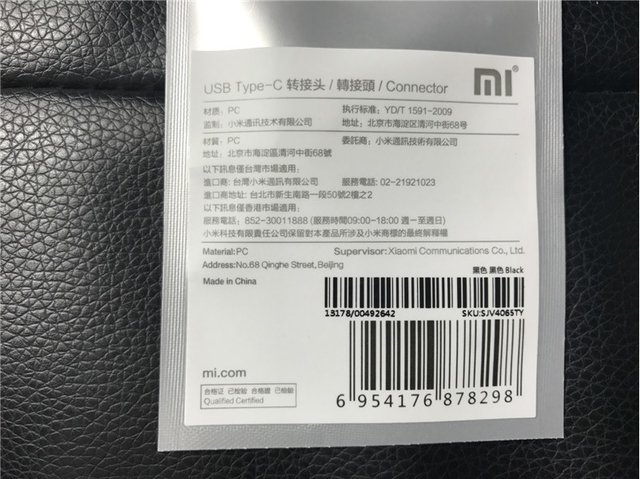 USB Type-C 转接头 / 轉接頭 / Connector
mi®
材质：PC 执行标准：YD/T 1591-2009
监制：小米通讯技术有限公司 地址：北京市海淀区清河中街68号
材質：PC 委託商：小米通訊技術有限公司
地址：北京市海淀區清河中街68號
以下訊息僅台灣市場適用：
進口商：台灣小米通訊有限公司 服務電話：02-21921023
進口商地址：台北市新生南路一段50號2樓之2
以下訊息僅香港市場適用：
服務電話：852-30011888 (服務時間09:00-18:00 週一至週日)
小米科技有限責任公司保留對本產品所涉及小米商標的最終解釋權
Material:PC Supervisor: Xiaomi Communications Co., Ltd.
Address:No.68 Qinghe Street, Beijing
黑色 黑色 Black
Made in China
13178/00492642 SKU:SJV4065TY
mi.com
合格证 已检验 合格證 已檢驗
Qualified Certified
6 954176 878298